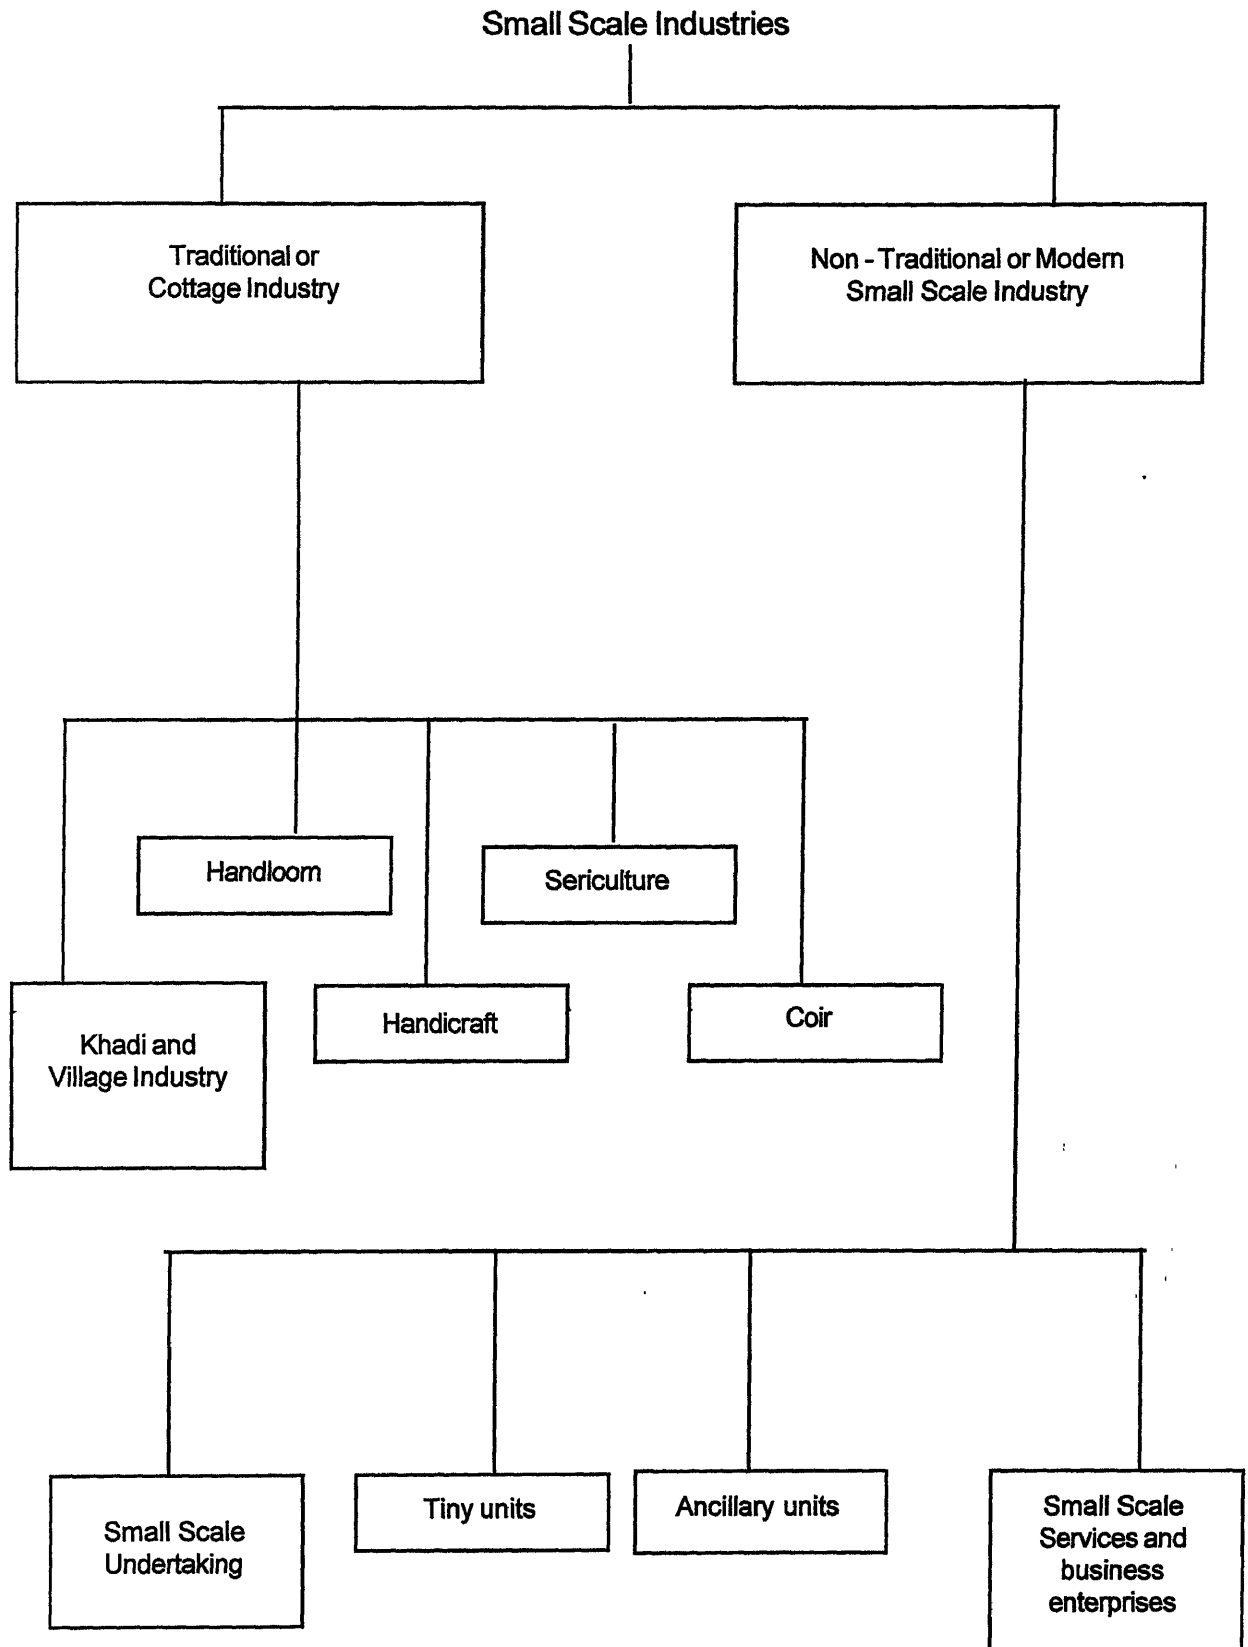 Small Scale Industries
Traditional or
Cottage Industry
Non - Traditional or Modern
Small Scale Industry
Handloom
Sericulture
Khadi and
Village Industry
Handicraft
Coir
Small Scale
Undertaking
Tiny units
Ancillary units
Small Scale
Services and
business
enterprises